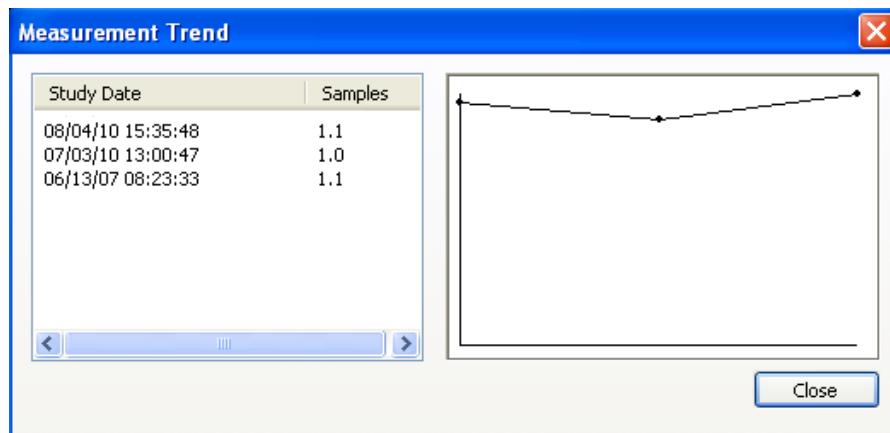 Measurement Trend
Study Date Samples
08/04/10 15:35:48 1.1
07/03/10 13:00:47 1.0
06/13/07 08:23:33 1.1
Close